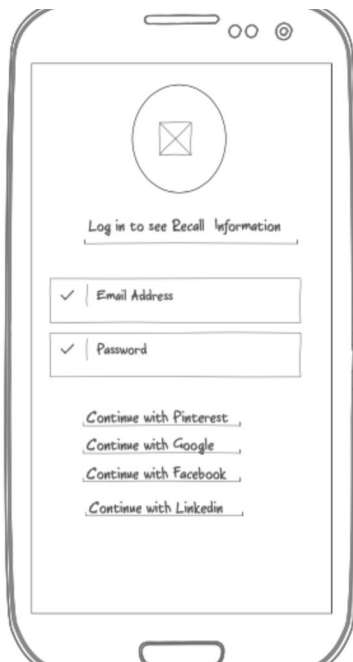 Log in to see Recall Information
Email Address
Password
Continue with Pinterest
Continue with Google
Continue with Facebook
Continue with Linkedin